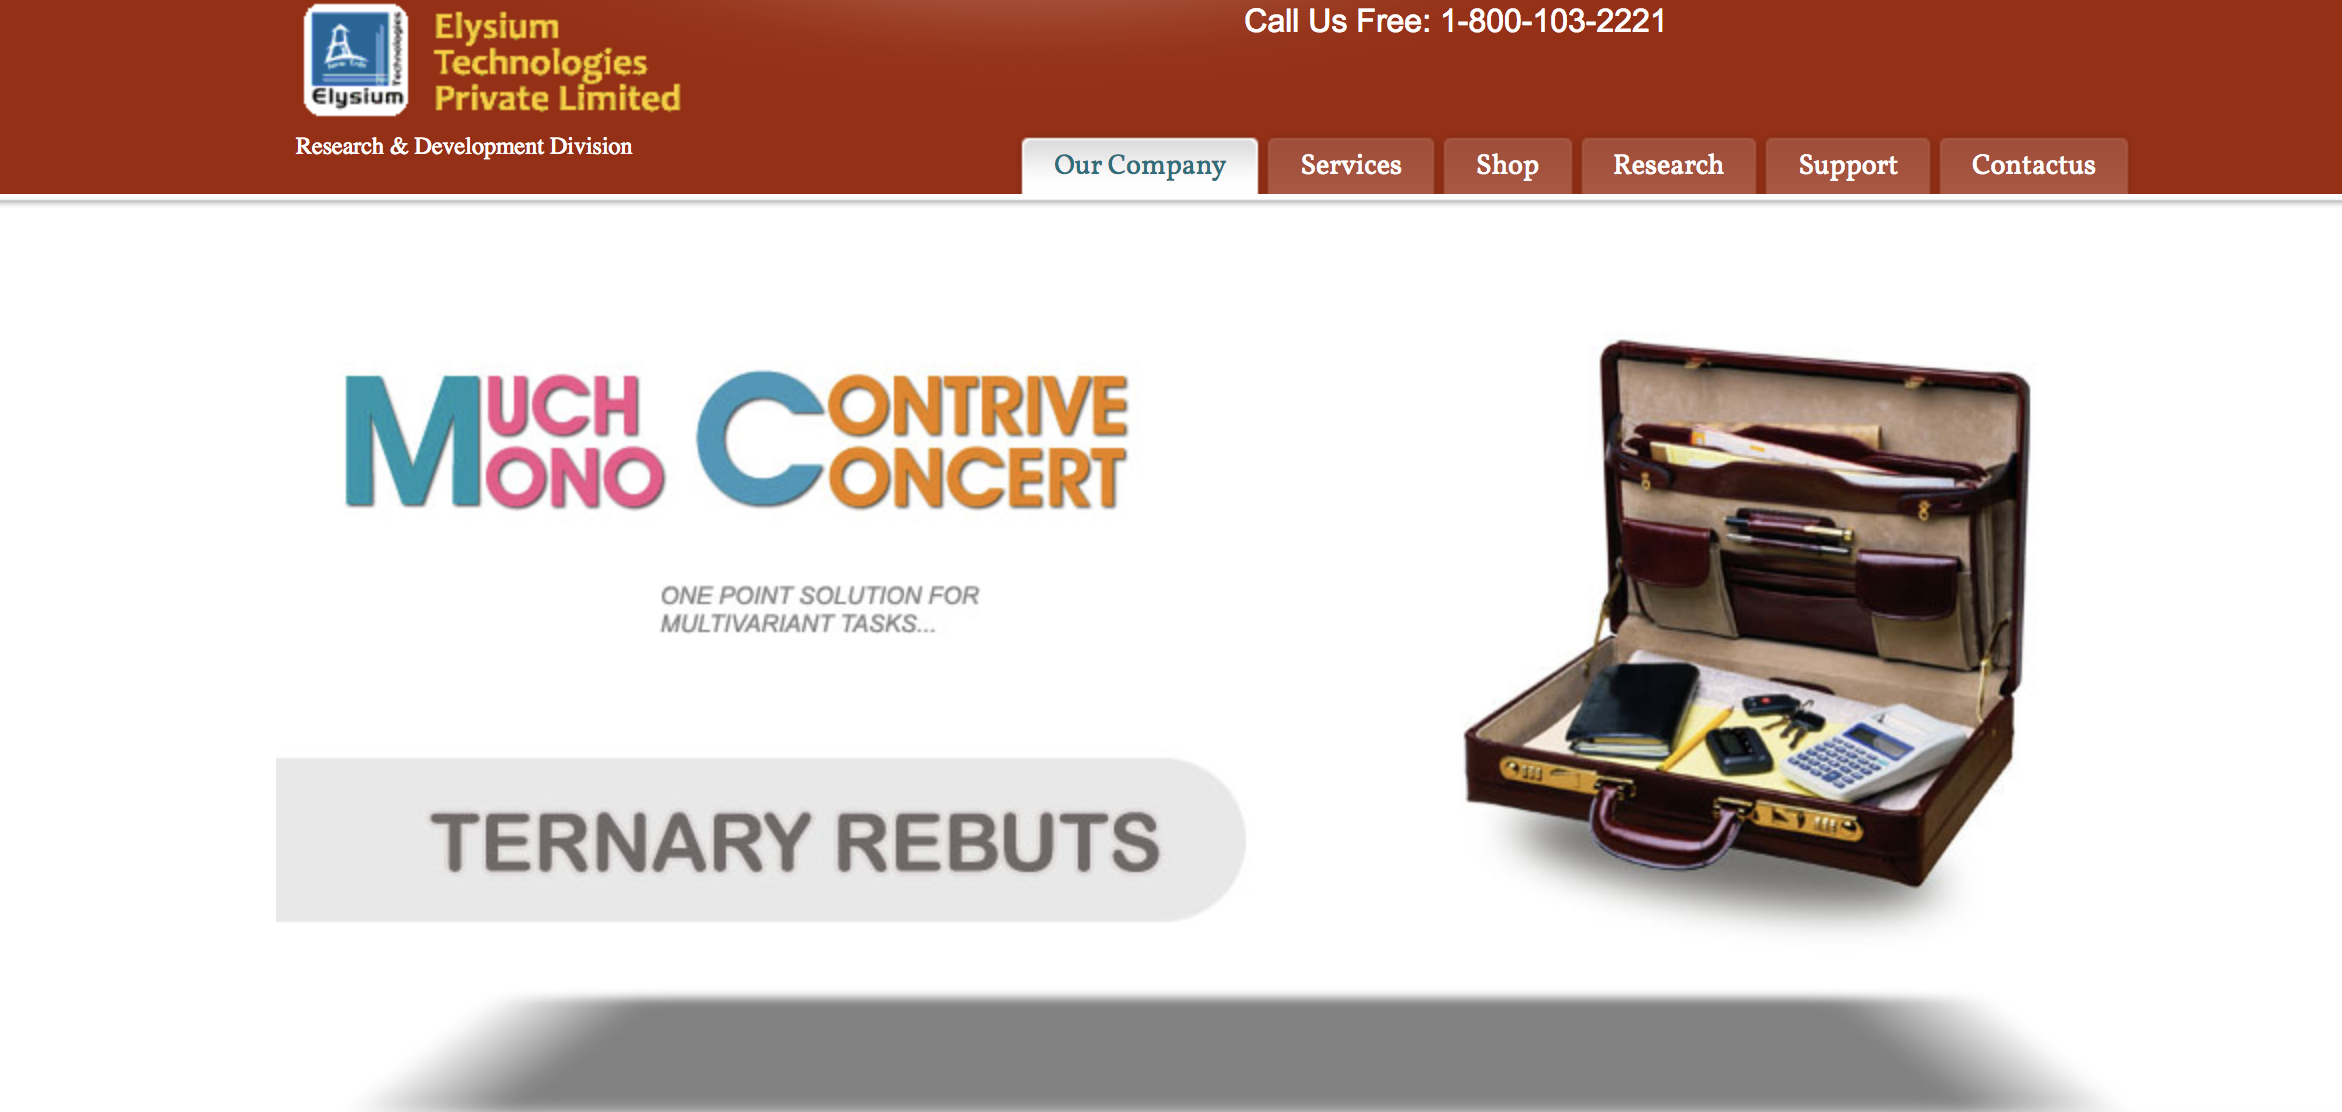 Elysium
Technologies
Private Limited
Technologies
Elysium
Research & Development Division
Call Us Free: 1-800-103-2221
Our Company
Services
Shop
Research
Support
Contactus
MUCH CONTRIVE
MONO CONCERT
ONE POINT SOLUTION FOR
MULTIVARIANT TASKS...
TERNARY REBUTS